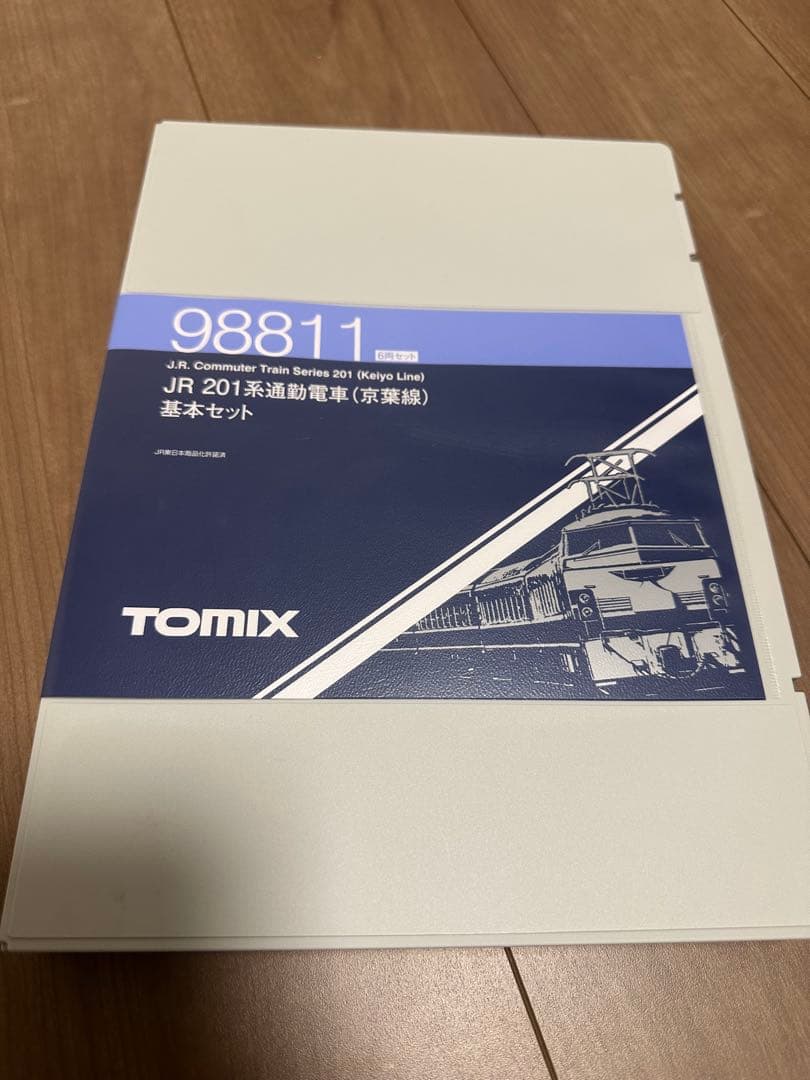 98811 6両セット
J.R. Commuter Train Series 201 (Keiyo Line)
JR 201系通勤電車(京葉線)
基本セット
JR東日本商品化許諾済
TOMIX